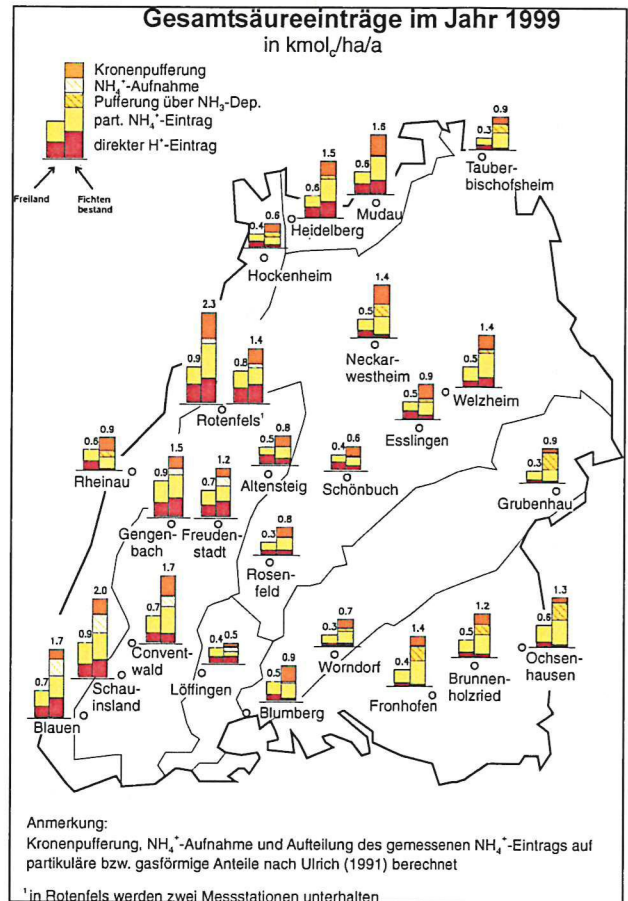 Gesamtsäureeinträge im Jahr 1999
in kmol_c/ha/a
Kronenpufferung
NH₄⁺-Aufnahme
Pufferung über NH₃-Dep.
part. NH₄⁺-Eintrag
direkter H⁺-Eintrag
Freiland
Fichten
bestand
0.3 0.9
Tauber-
bischofsheim
0.6 1.6
Mudau
0.6 1.5
Heidelberg
0.4 0.6
Hockenheim
0.5 1.4
Neckar-
westheim
0.9 2.3
0.8 1.4
Rotenfels¹
0.5 1.4
Welzheim
0.5 0.9
Esslingen
0.6 0.9
Rheinau
0.5 0.8
Altensteig
0.4 0.6
Schönbuch
0.3 0.9
Grubenhau
0.9 1.5
Gengen-
bach
0.7 1.2
Freuden-
stadt
0.3 0.8
Rosen-
feld
0.7 1.7
Convent-
wald
0.9 2.0
Schau-
insland
0.7 1.7
Blauen
0.4 0.5
Löffingen
0.5 0.9
Blumberg
0.3 0.7
Worndorf
0.4 1.4
Fronhofen
0.5 1.2
Brunnen-
holzried
0.6 1.3
Ochsen-
hausen
Anmerkung:
Kronenpufferung, NH₄⁺-Aufnahme und Aufteilung des gemessenen NH₄⁺-Eintrags auf
partikuläre bzw. gasförmige Anteile nach Ulrich (1991) berechnet
¹ in Rotenfels werden zwei Messstationen unterhalten